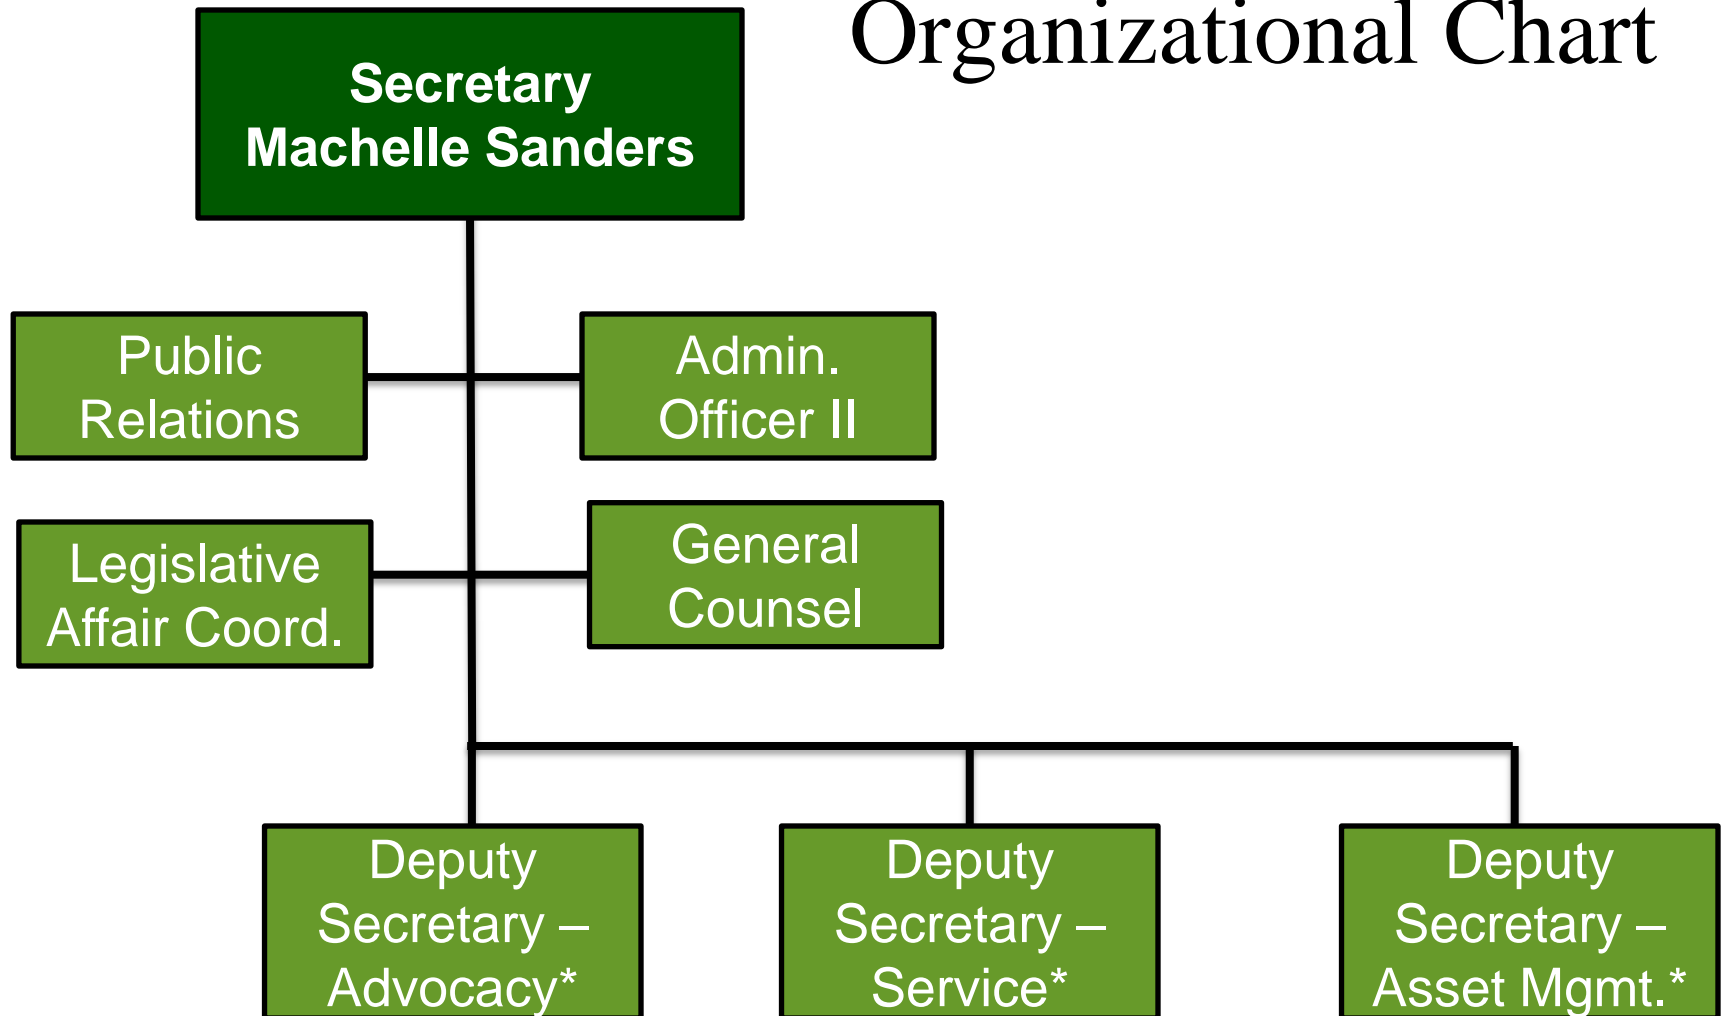 Organizational Chart
Secretary
Machelle Sanders
Public
Relations
Admin.
Officer II
Legislative
Affair Coord.
General
Counsel
Deputy
Secretary –
Advocacy*
Deputy
Secretary –
Service*
Deputy
Secretary –
Asset Mgmt.*